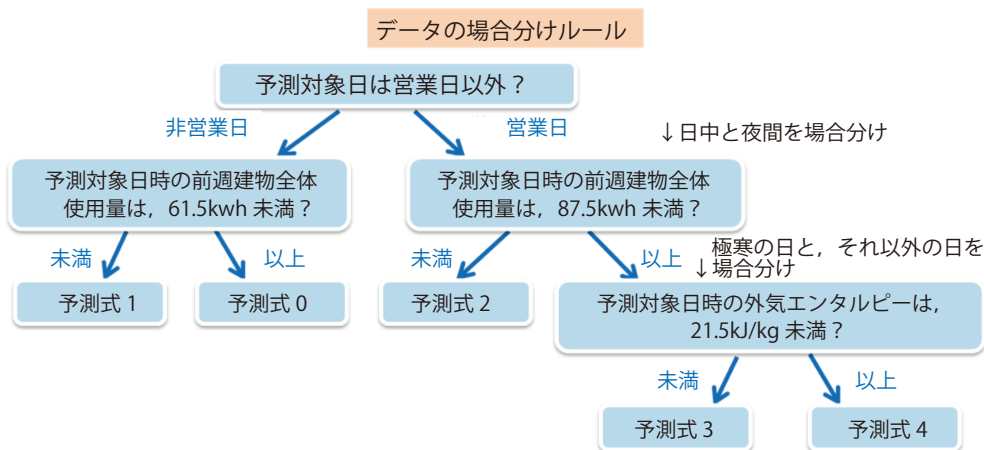 データの場合分けルール
予測対象日は営業日以外？
非営業日
営業日
↓日中と夜間を場合分け
予測対象日時の前週建物全体
使用量は，61.5kwh 未満？
予測対象日時の前週建物全体
使用量は，87.5kwh 未満？
未満
以上
未満
以上
極寒の日と，それ以外の日を
↓場合分け
予測式 1
予測式 0
予測式 2
予測対象日時の外気エンタルピーは，
21.5kJ/kg 未満？
未満
以上
予測式 3
予測式 4